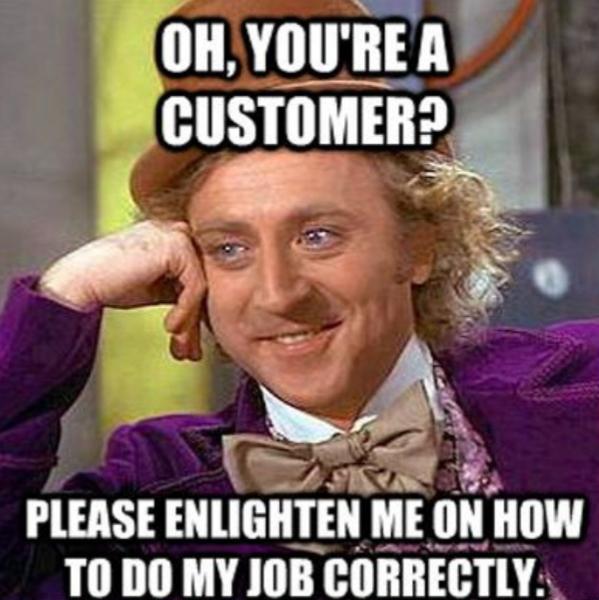 OH, YOU'RE A
CUSTOMER?
PLEASE ENLIGHTEN ME ON HOW
TO DO MY JOB CORRECTLY.